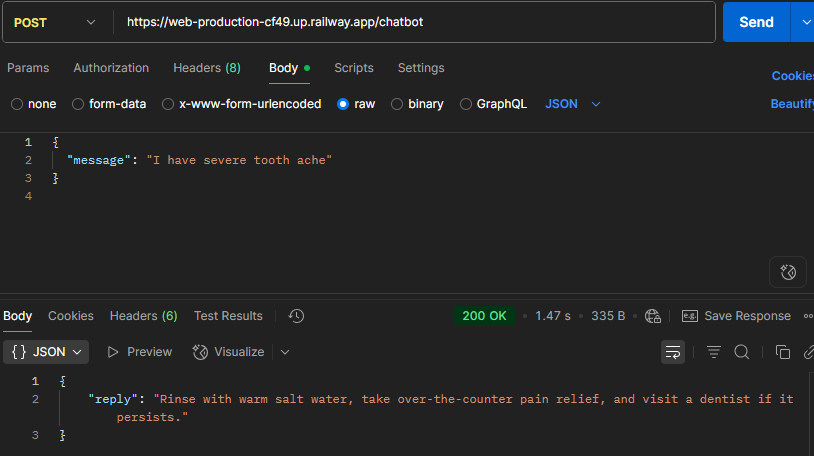 POST https://web-production-cf49.up.railway.app/chatbot Send
Params Authorization Headers (8) Body Scripts Settings Cookies
none form-data x-www-form-urlencoded raw binary GraphQL JSON Beautify
1 {
2 "message": "I have severe tooth ache"
3 }
4
Body Cookies Headers (6) Test Results 200 OK • 1.47 s • 335 B • e.g. Save Response
{} JSON Preview Visualize
1 {
2 "reply": "Rinse with warm salt water, take over-the-counter pain relief, and visit a dentist if it
persists."
3 }